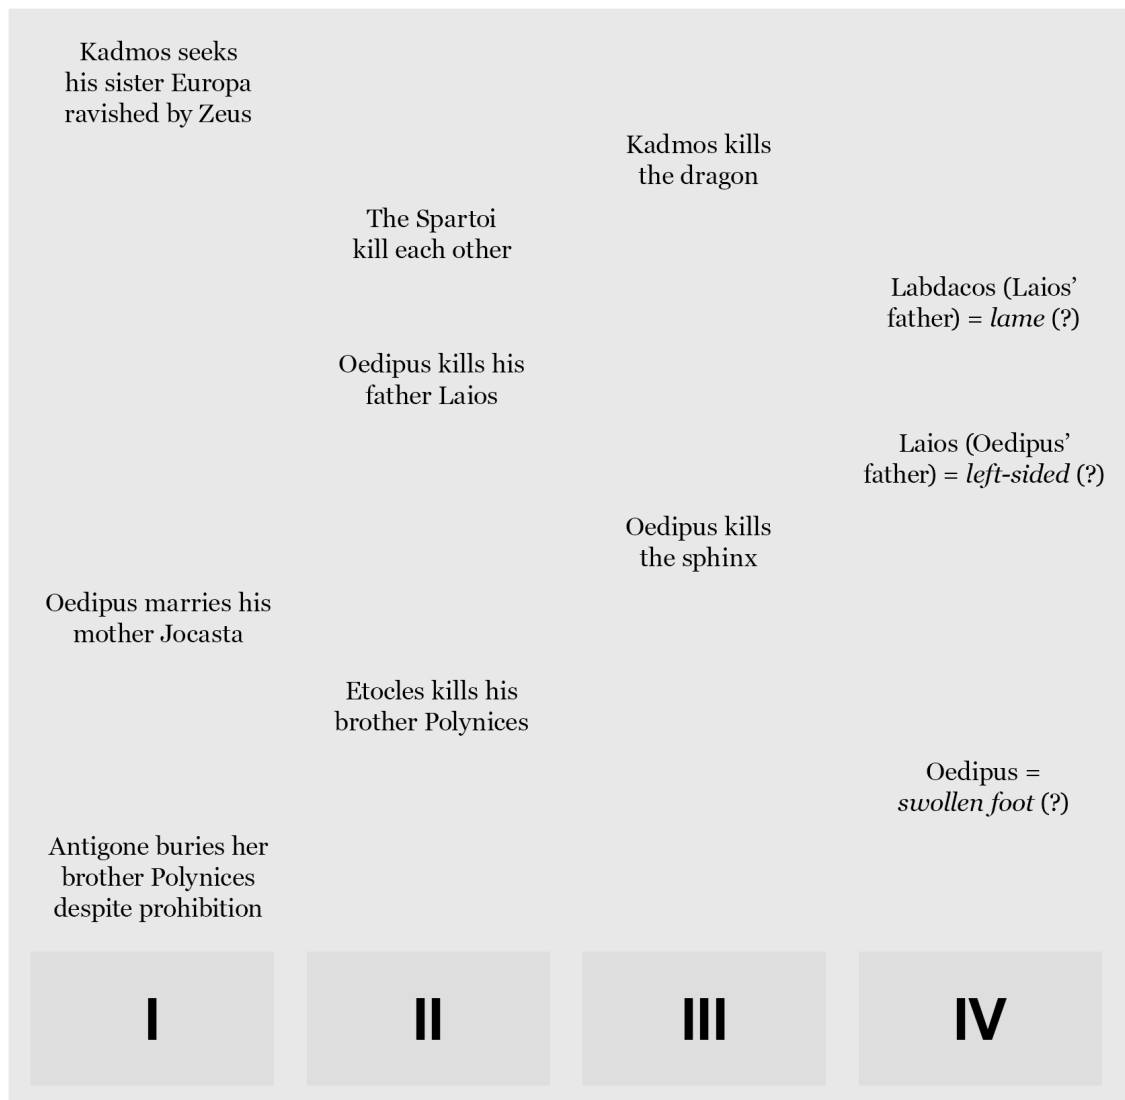 Kadmos seeks
his sister Europa
ravished by Zeus
Kadmos kills
the dragon
The Spartoi
kill each other
Labdacos (Laios’
father) = lame (?)
Oedipus kills his
father Laios
Laios (Oedipus’
father) = left-sided (?)
Oedipus kills
the sphinx
Oedipus marries his
mother Jocasta
Etocles kills his
brother Polynices
Oedipus =
swollen foot (?)
Antigone buries her
brother Polynices
despite prohibition
I
II
III
IV